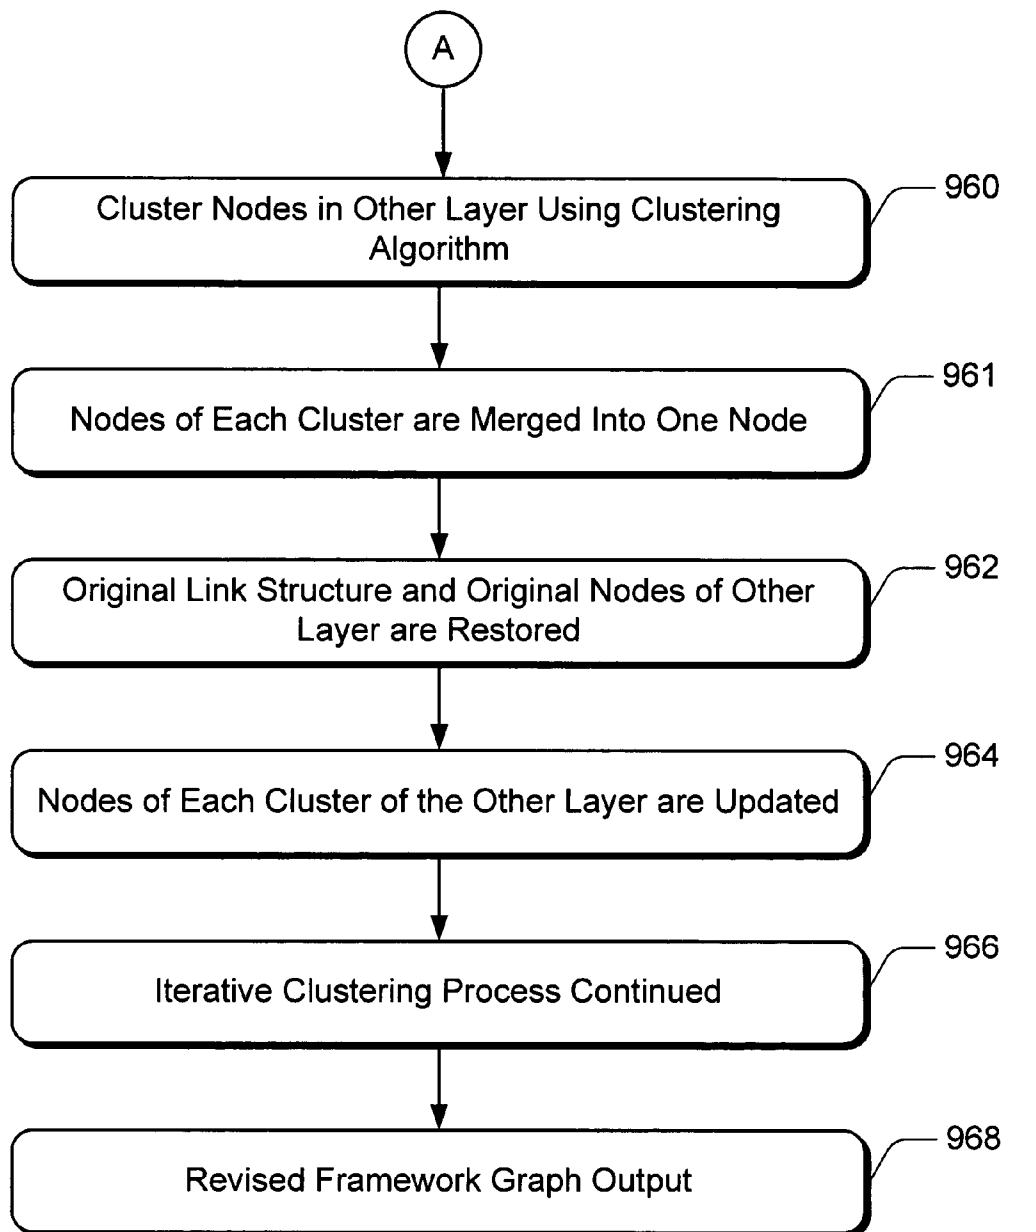 A
960
Cluster Nodes in Other Layer Using Clustering
Algorithm
961
Nodes of Each Cluster are Merged Into One Node
962
Original Link Structure and Original Nodes of Other
Layer are Restored
964
Nodes of Each Cluster of the Other Layer are Updated
966
Iterative Clustering Process Continued
968
Revised Framework Graph Output